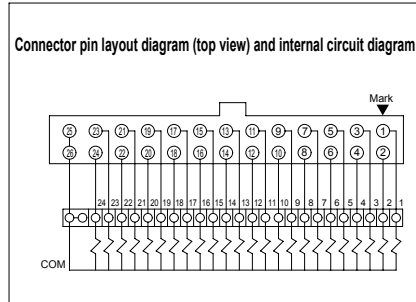 Connector pin layout diagram (top view) and internal circuit diagram
Mark
25 23 21 19 17 15 13 11 9 7 5 3 1
26 24 22 20 18 16 14 12 10 8 6 4 2
24 23 22 21 20 19 18 17 16 15 14 13 12 11 10 9 8 7 6 5 4 3 2 1
COM